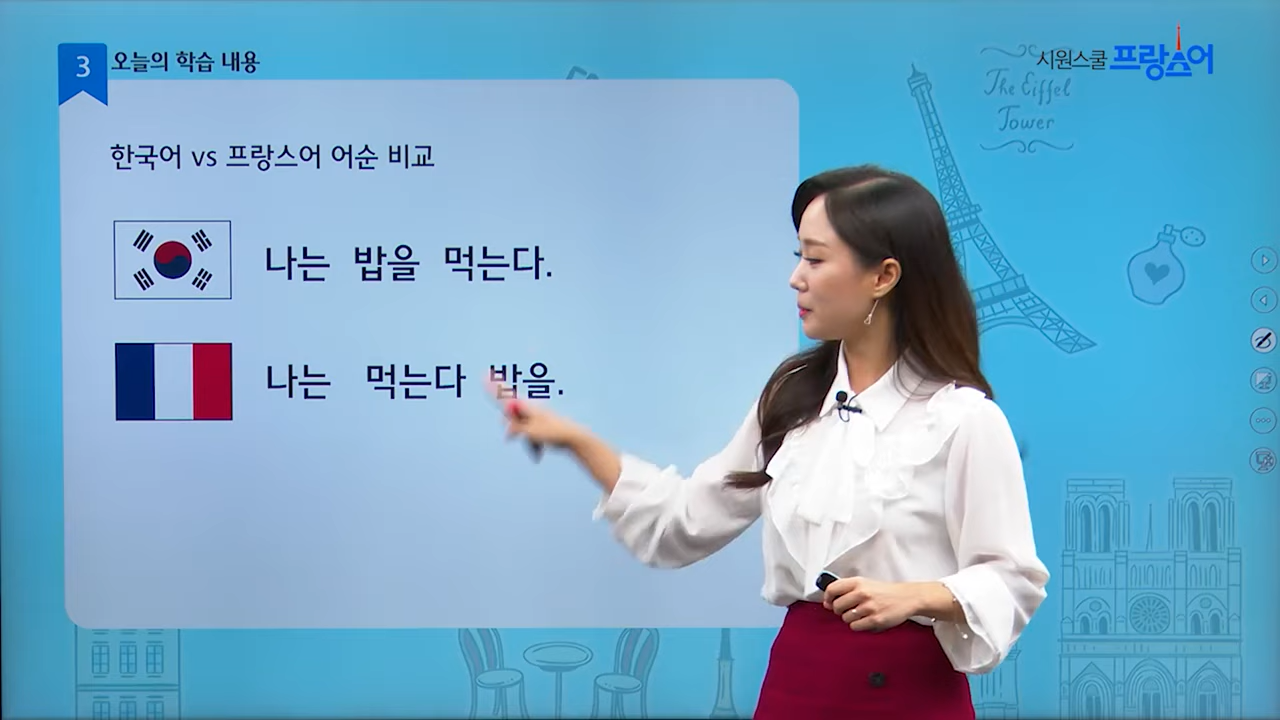 3 오늘의 학습 내용
시원스쿨 프랑스어
The Eiffel
Tower
한국어 vs 프랑스어 어순 비교
나는 밥을 먹는다.
나는 먹는다 밥을.